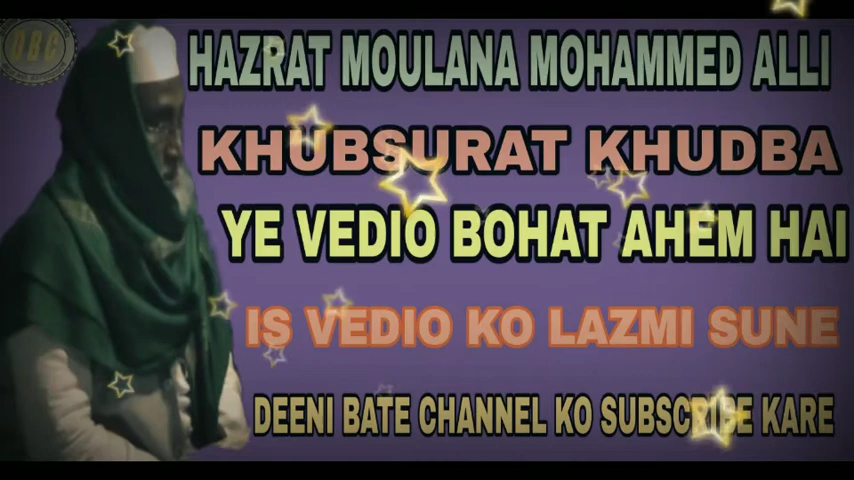 DBC
HAZRAT MOULANA MOHAMMED ALLI
KHUBSURAT KHUDBA
YE VEDIO BOHAT AHEM HAI
IS VEDIO KO LAZMI SUNE
DEENI BATE CHANNEL KO SUBSCRIBE KARE